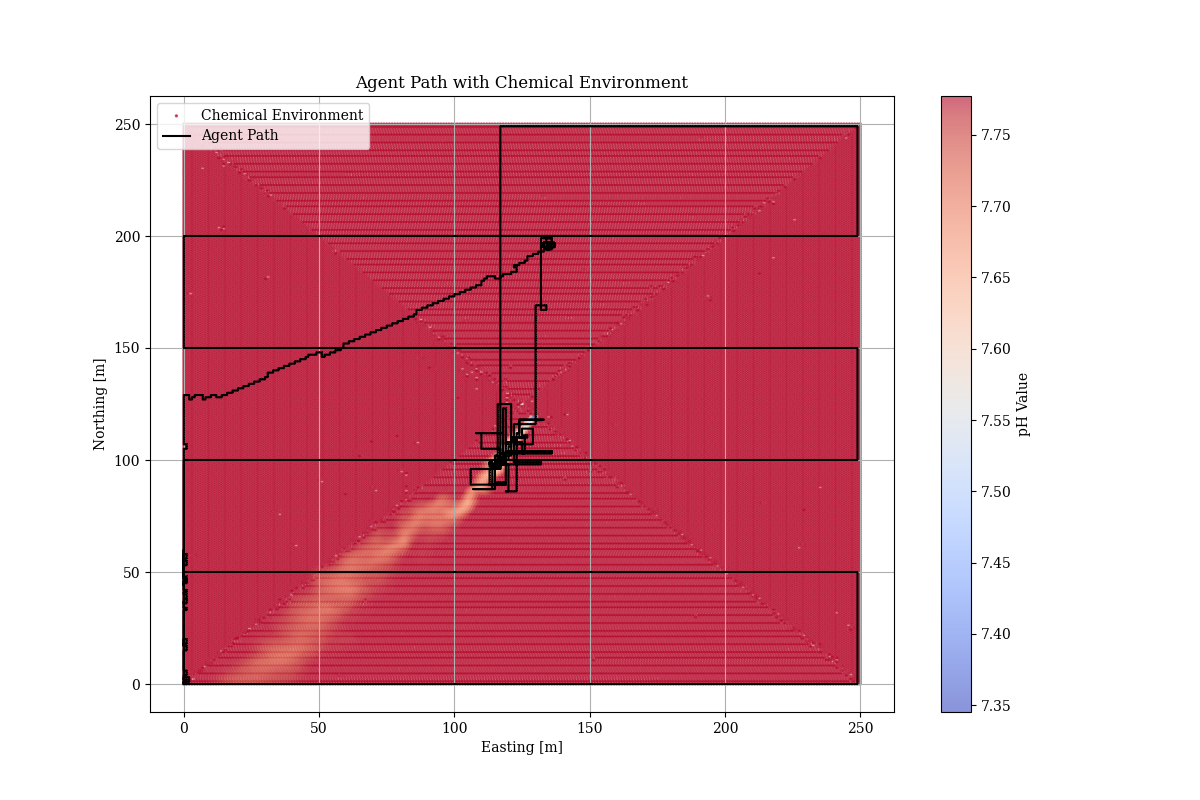 Agent Path with Chemical Environment
Chemical Environment
Agent Path
250
200
150
100
50
0
Northing [m]
0 50 100 150 200 250
Easting [m]
7.75
7.70
7.65
7.60
7.55
7.50
7.45
7.40
7.35
pH Value